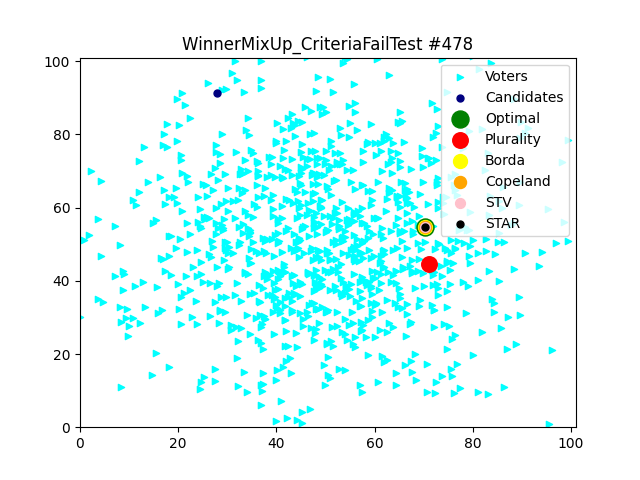 WinnerMixUp_CriteriaFailTest #478
100
80
60
40
20
0
0
20
40
60
80
100
Voters
Candidates
Optimal
Plurality
Borda
Copeland
STV
STAR